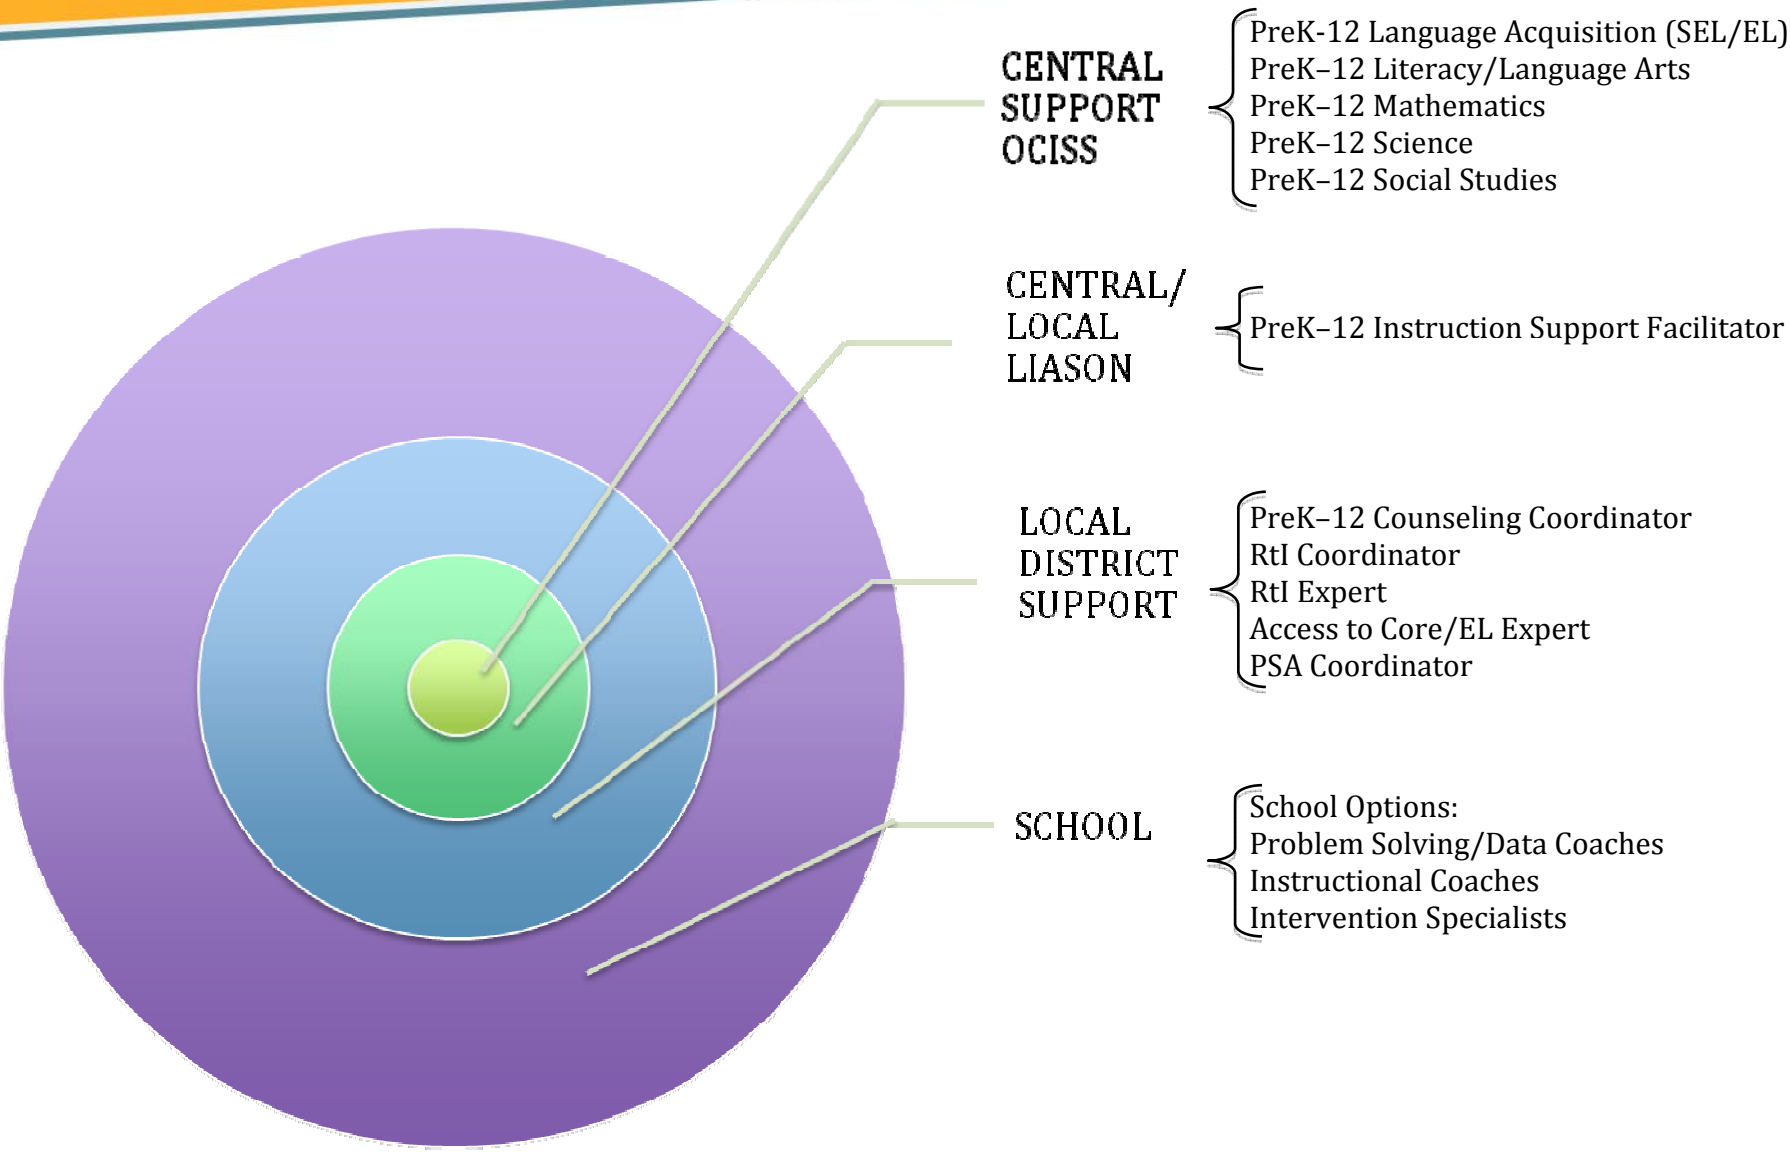 CENTRAL
SUPPORT
OCISS
PreK-12 Language Acquisition (SEL/EL)
PreK–12 Literacy/Language Arts
PreK–12 Mathematics
PreK–12 Science
PreK–12 Social Studies
CENTRAL/
LOCAL
LIASON
PreK–12 Instruction Support Facilitator
LOCAL
DISTRICT
SUPPORT
PreK–12 Counseling Coordinator
RtI Coordinator
RtI Expert
Access to Core/EL Expert
PSA Coordinator
SCHOOL
School Options:
Problem Solving/Data Coaches
Instructional Coaches
Intervention Specialists